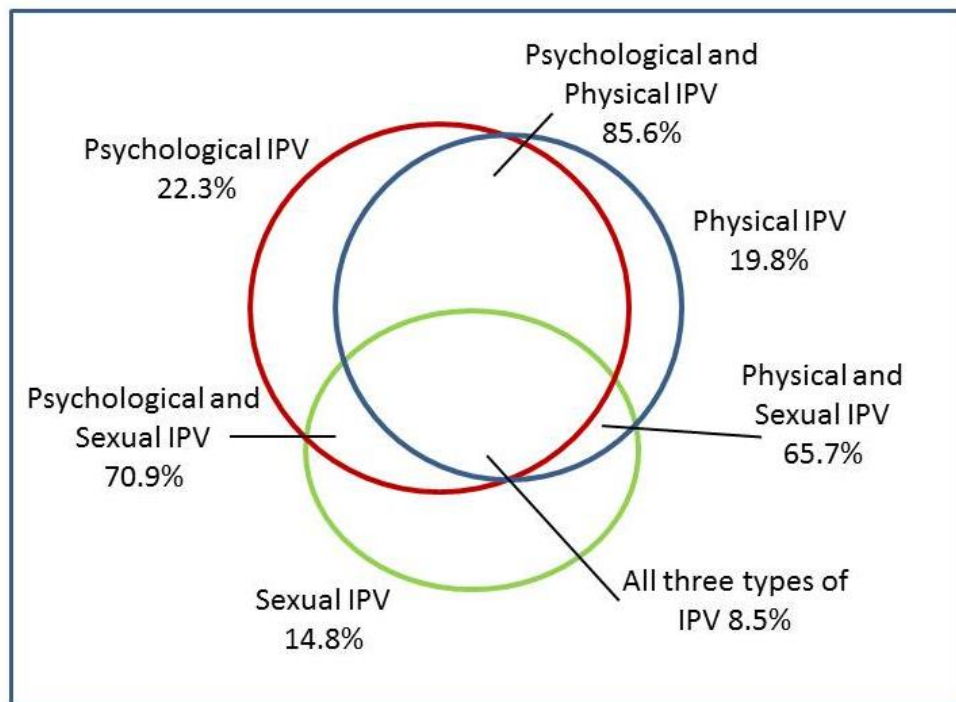 Psychological and
Physical IPV
85.6%
Psychological IPV
22.3%
Physical IPV
19.8%
Psychological and
Sexual IPV
70.9%
Physical and
Sexual IPV
65.7%
Sexual IPV
14.8%
All three types of
IPV 8.5%